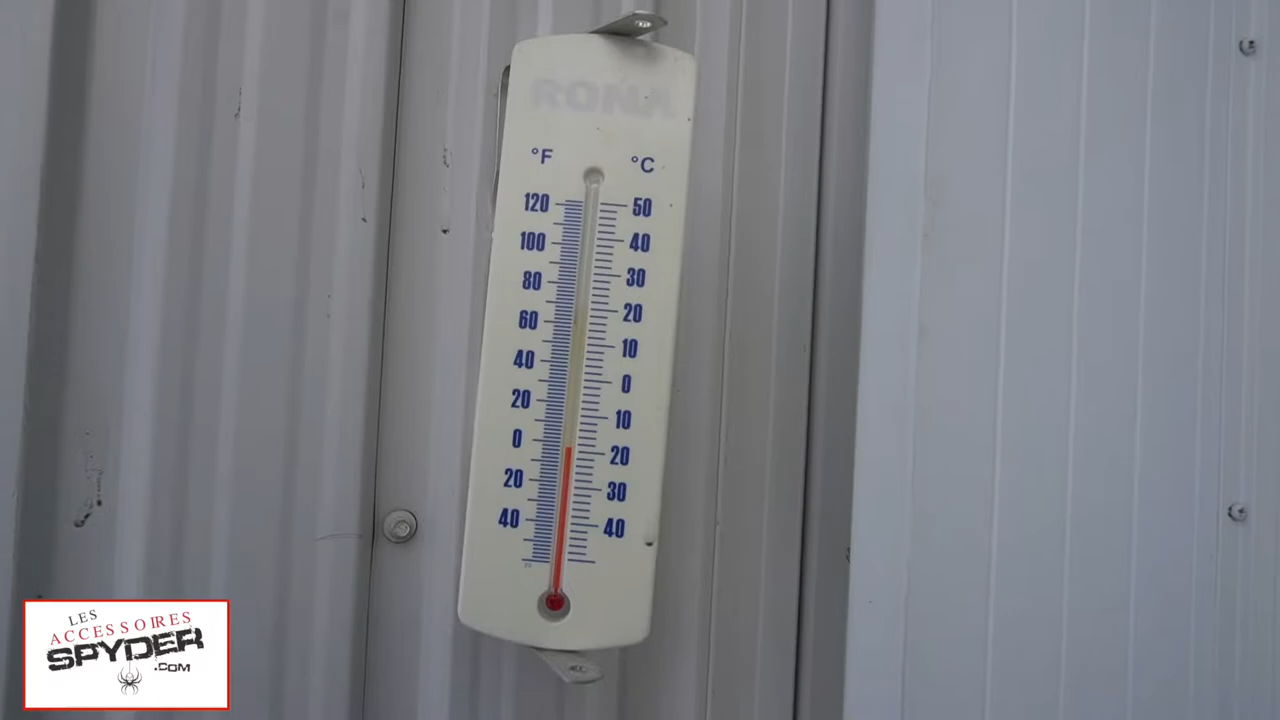 RONA
°F °C
120 50
100 40
80 30
60 20
40 10
20 0
0 10
20 20
40 30
40
LES
ACCESSOIRES
SPYDER
.COM